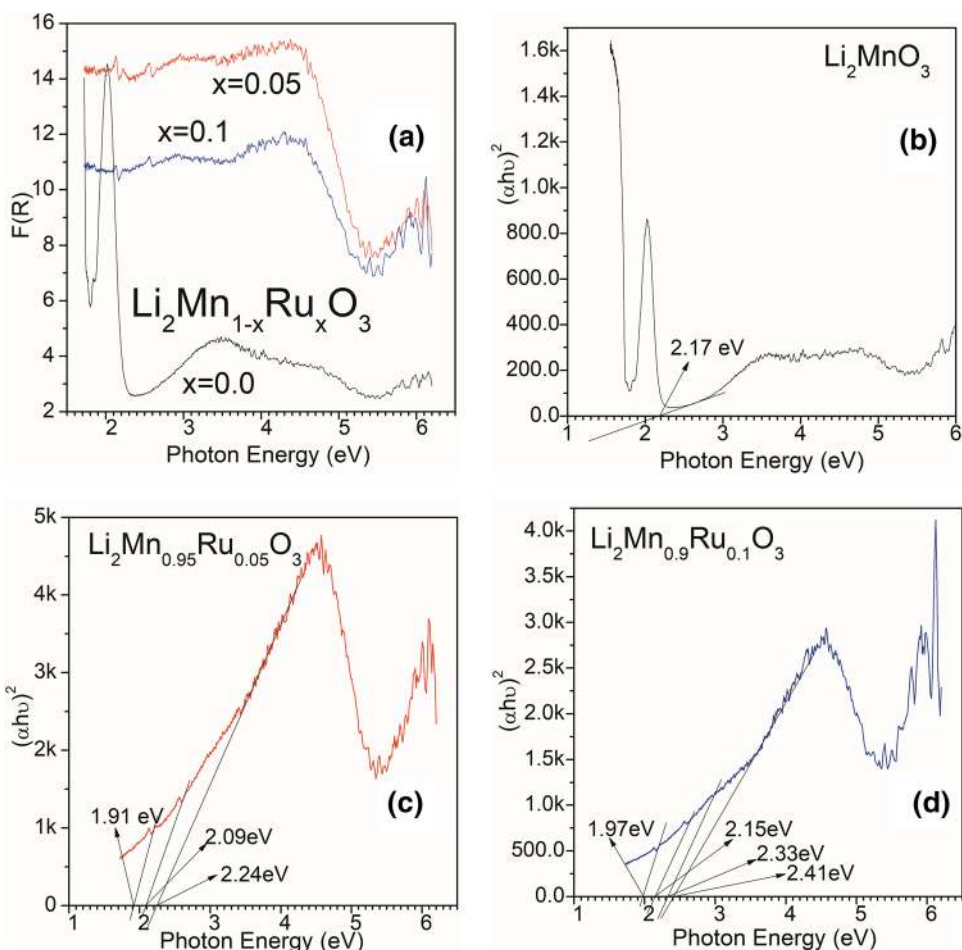 16
14
12
10
8
6
4
2
F(R)
x=0.05
x=0.1
(a)
Li₂Mn₁₋ₓRuₓO₃
x=0.0
2 3 4 5 6
Photon Energy (eV)
1.6k
1.4k
1.2k
1.0k
800.0
600.0
400.0
200.0
0.0
(αhυ)²
Li₂MnO₃
(b)
2.17 eV
1 2 3 4 5 6
Photon Energy (eV)
5k
4k
3k
2k
1k
0
(αhυ)²
Li₂Mn₀.₉₅Ru₀.₀₅O₃
(c)
1.91 eV
2.09eV
2.24eV
1 2 3 4 5 6
Photon Energy (eV)
4.0k
3.5k
3.0k
2.5k
2.0k
1.5k
1.0k
500.0
0.0
(αhυ)²
Li₂Mn₀.₉Ru₀.₁O₃
(d)
1.97eV
2.15eV
2.33eV
2.41eV
1 2 3 4 5 6
Photon Energy (eV)